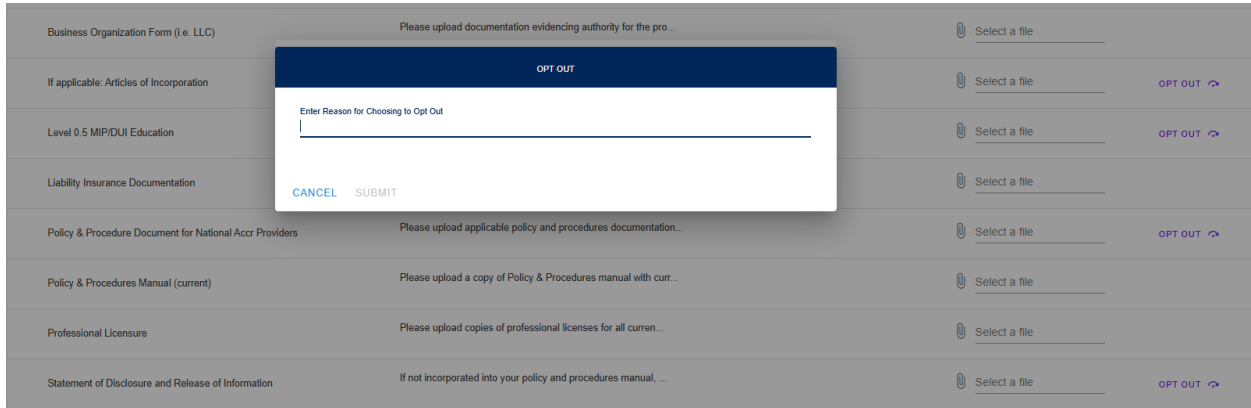 Business Organization Form (i.e. LLC) Please upload documentation evidencing authority for the pro... Select a file
OPT OUT
If applicable: Articles of Incorporation Select a file OPT OUT
Enter Reason for Choosing to Opt Out
Level 0.5 MIP/DUI Education Select a file OPT OUT
Liability Insurance Documentation Select a file
CANCEL SUBMIT
Policy & Procedure Document for National Accr Providers Please upload applicable policy and procedures documentation... Select a file OPT OUT
Policy & Procedures Manual (current) Please upload a copy of Policy & Procedures manual with curr... Select a file
Professional Licensure Please upload copies of professional licenses for all curren... Select a file
Statement of Disclosure and Release of Information If not incorporated into your policy and procedures manual, ... Select a file OPT OUT